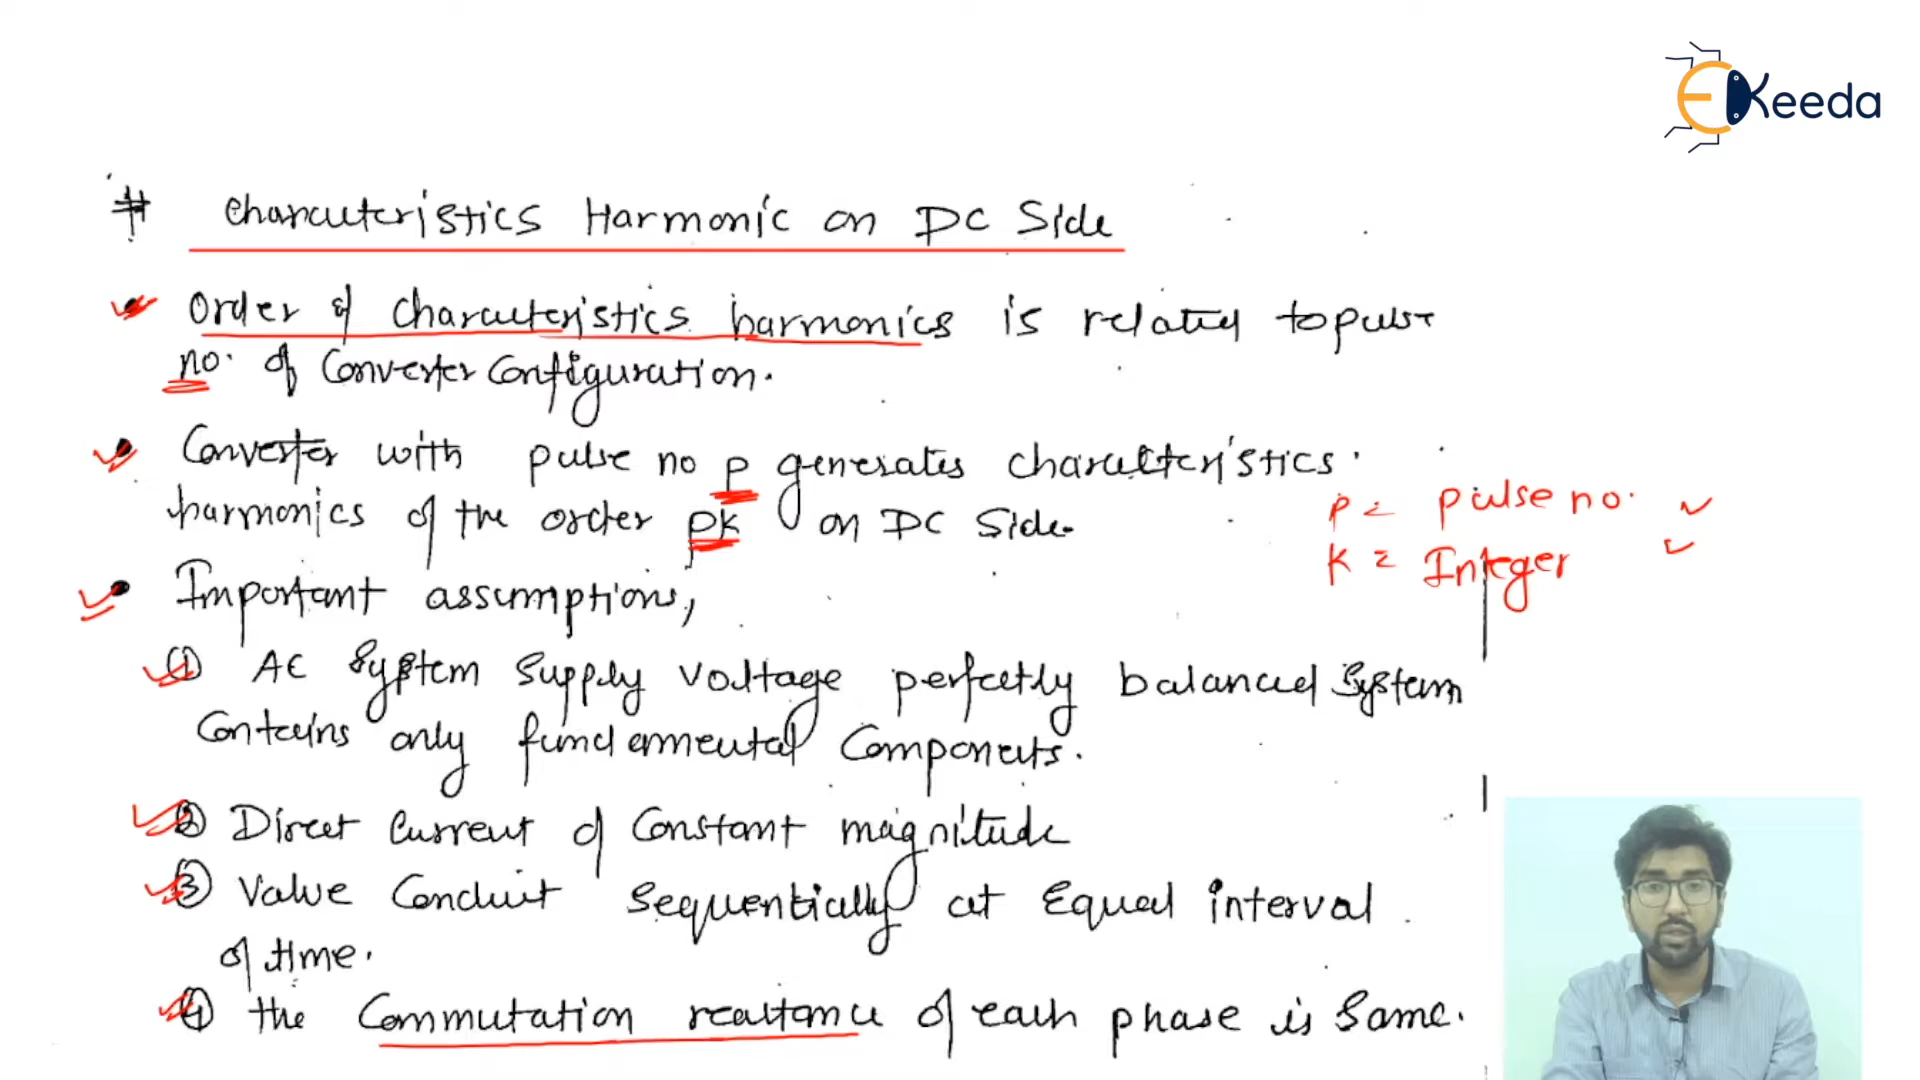 EKeeda
# Characteristics Harmonic on DC Side
Order of characteristics harmonics is related to pulse
no. of Converter Configuration.
Converter with pulse no p generates characteristics
harmonics of the order pk on DC Side.
p = pulse no.
k = Integer
Important assumptions,
① AC System Supply Voltage perfectly balanced System
Contains only fundamental Components.
② Direct Current of Constant magnitude
③ Valve Conduct Sequentially at Equal interval
of time.
④ the Commutation reactance of each phase is Same.